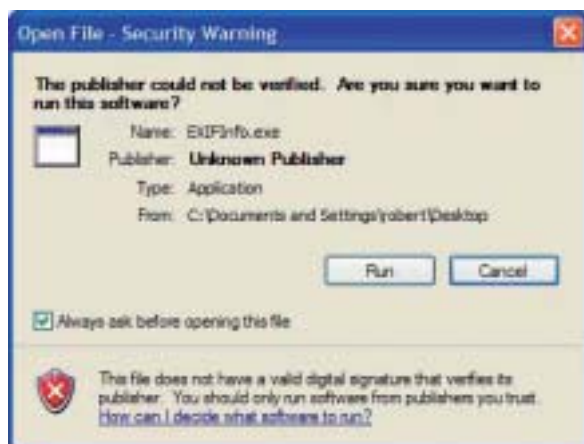 Open File - Security Warning
The publisher could not be verified. Are you sure you want to
run this software?
Name: EXIFInfo.exe
Publisher: Unknown Publisher
Type: Application
From: C:\Documents and Settings\robert\Desktop
Run
Cancel
Always ask before opening this file
This file does not have a valid digital signature that verifies its
publisher. You should only run software from publishers you trust.
How can I decide what software to run?